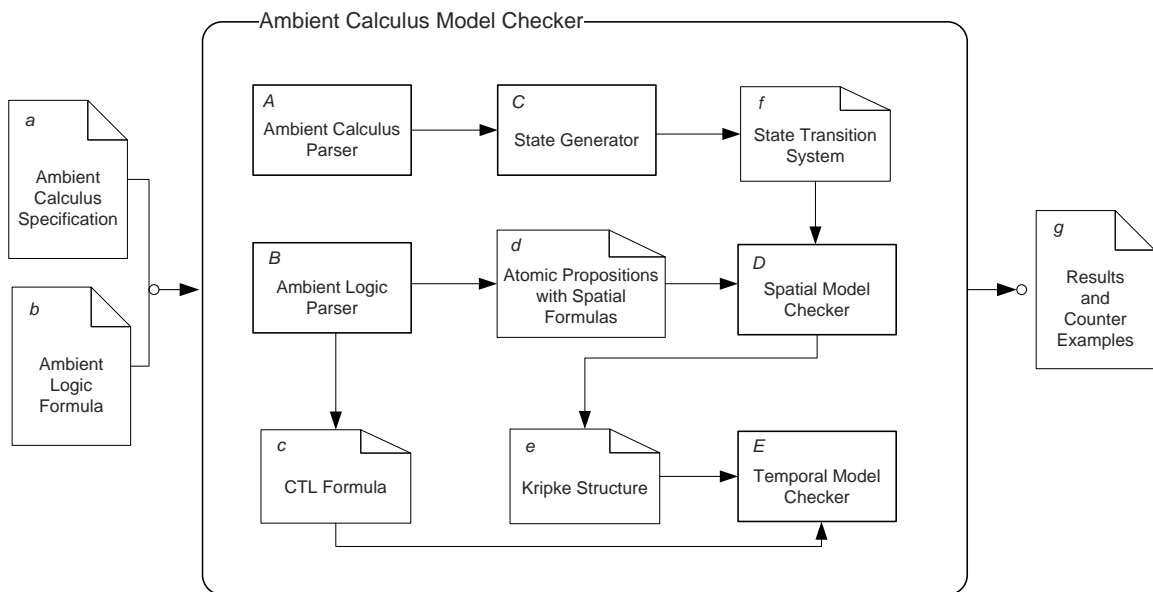 Ambient Calculus Model Checker
a
Ambient
Calculus
Specification
b
Ambient
Logic
Formula
A
Ambient Calculus
Parser
C
State Generator
f
State Transition
System
B
Ambient Logic
Parser
d
Atomic Propositions
with Spatial
Formulas
D
Spatial Model
Checker
c
CTL Formula
e
Kripke Structure
E
Temporal Model
Checker
g
Results
and
Counter
Examples